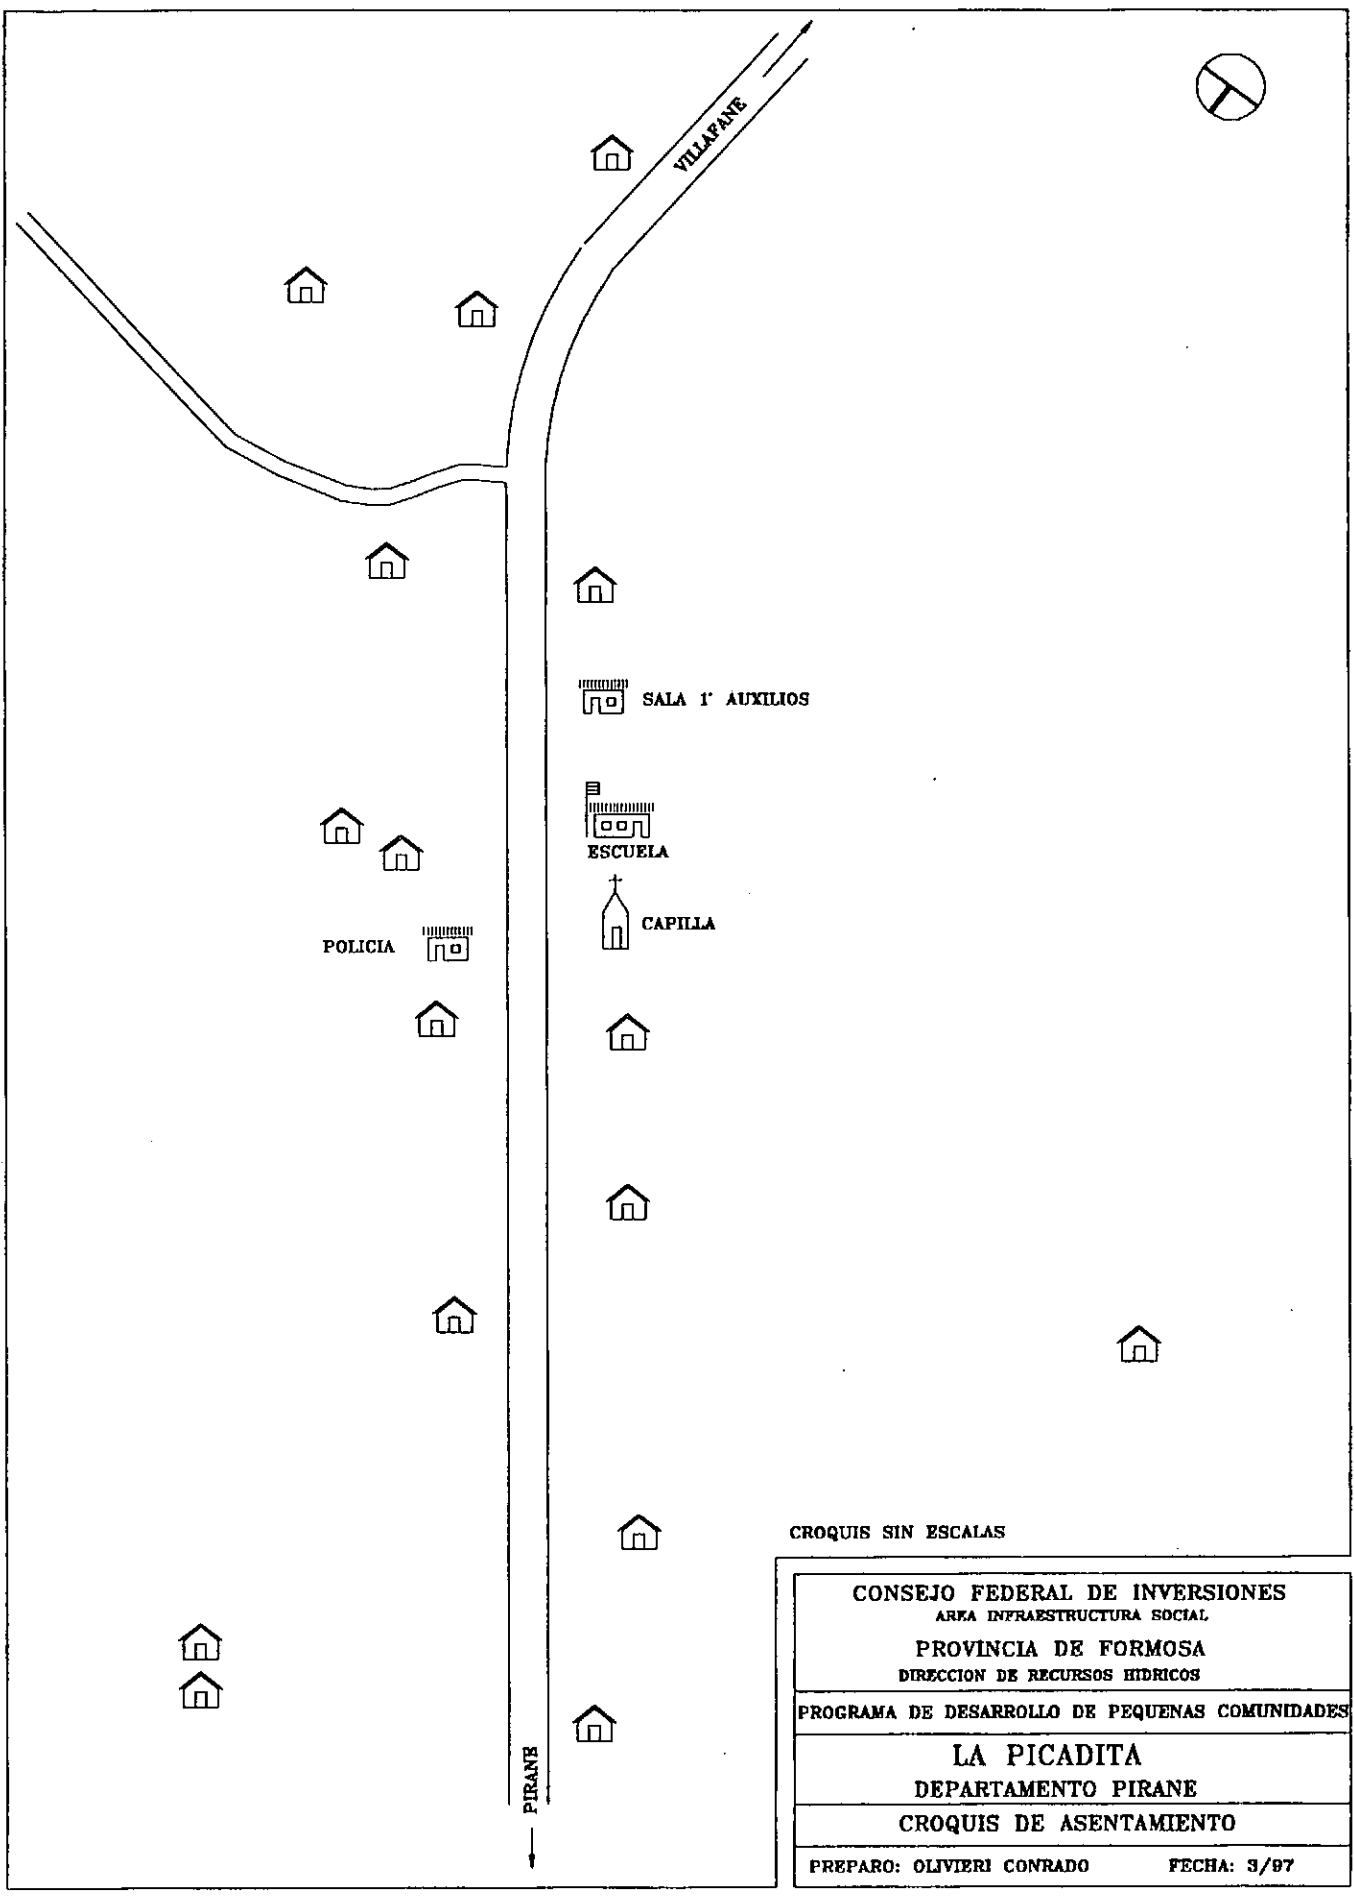 VILLAFANE
SALA 1° AUXILIOS
ESCUELA
CAPILLA
POLICIA
PIRANE
CROQUIS SIN ESCALAS
CONSEJO FEDERAL DE INVERSIONES
AREA INFRAESTRUCTURA SOCIAL
PROVINCIA DE FORMOSA
DIRECCION DE RECURSOS HIDRICOS
PROGRAMA DE DESARROLLO DE PEQUENAS COMUNIDADES
LA PICADITA
DEPARTAMENTO PIRANE
CROQUIS DE ASENTAMIENTO
PREPARO: OLIVIERI CONRADO FECHA: 3/97